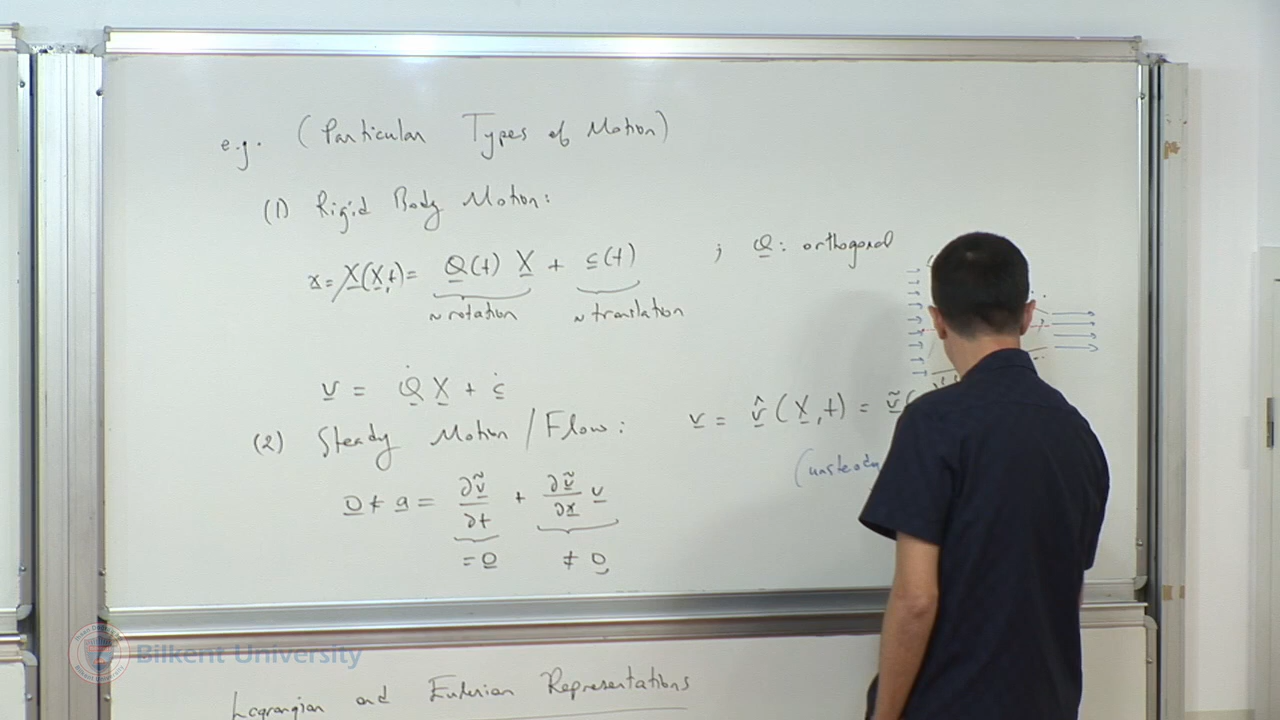 e.g. (Particular Types of Motion)
(1) Rigid Body Motion:
x = χ(X,t) = Q(t) X + c(t) ; Q: orthogonal
~ rotation ~ translation
v = Q̇ X + ċ
(2) Steady Motion / Flow: v = v̂ (X,t) = ṽ(
(unsteady
0 ≠ a = ∂ṽ/∂t + ∂ṽ/∂x v
= 0 ≠ 0
Bilkent University
Lagrangian and Eulerian Representations